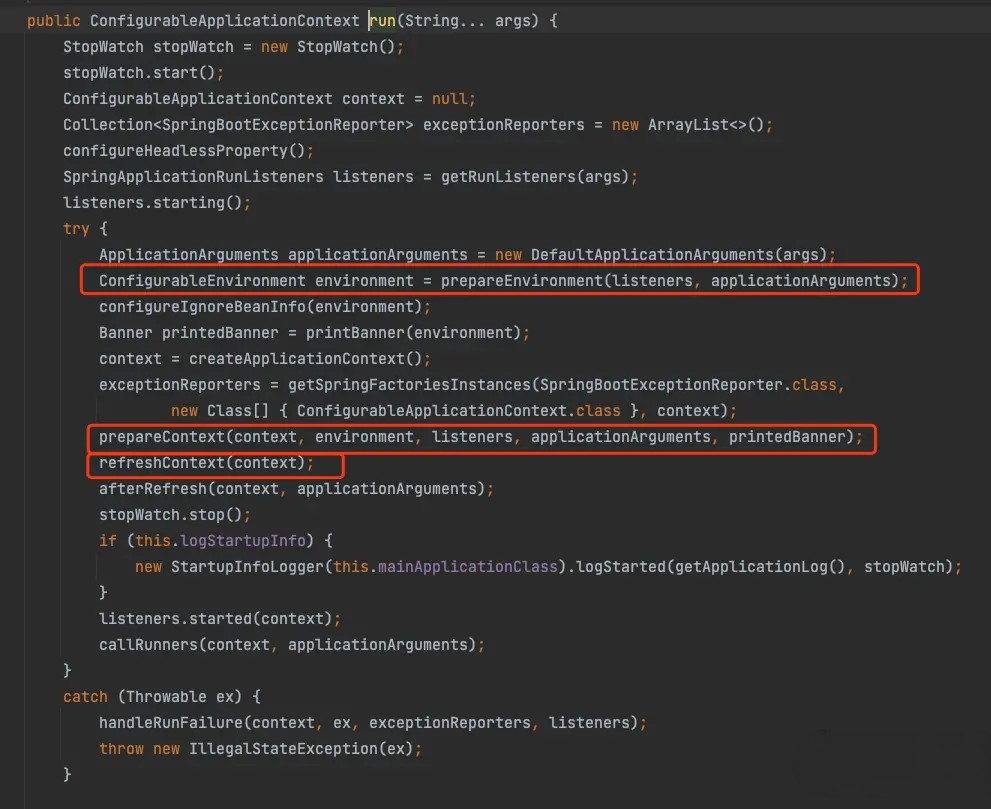 public ConfigurableApplicationContext run(String... args) {
    StopWatch stopWatch = new StopWatch();
    stopWatch.start();
    ConfigurableApplicationContext context = null;
    Collection<SpringBootExceptionReporter> exceptionReporters = new ArrayList<>();
    configureHeadlessProperty();
    SpringApplicationRunListeners listeners = getRunListeners(args);
    listeners.starting();
    try {
        ApplicationArguments applicationArguments = new DefaultApplicationArguments(args);
        ConfigurableEnvironment environment = prepareEnvironment(listeners, applicationArguments);
        configureIgnoreBeanInfo(environment);
        Banner printedBanner = printBanner(environment);
        context = createApplicationContext();
        exceptionReporters = getSpringFactoriesInstances(SpringBootExceptionReporter.class,
                new Class[] { ConfigurableApplicationContext.class }, context);
        prepareContext(context, environment, listeners, applicationArguments, printedBanner);
        refreshContext(context);
        afterRefresh(context, applicationArguments);
        stopWatch.stop();
        if (this.logStartupInfo) {
            new StartupInfoLogger(this.mainApplicationClass).logStarted(getApplicationLog(), stopWatch);
        }
        listeners.started(context);
        callRunners(context, applicationArguments);
    }
    catch (Throwable ex) {
        handleRunFailure(context, ex, exceptionReporters, listeners);
        throw new IllegalStateException(ex);
    }